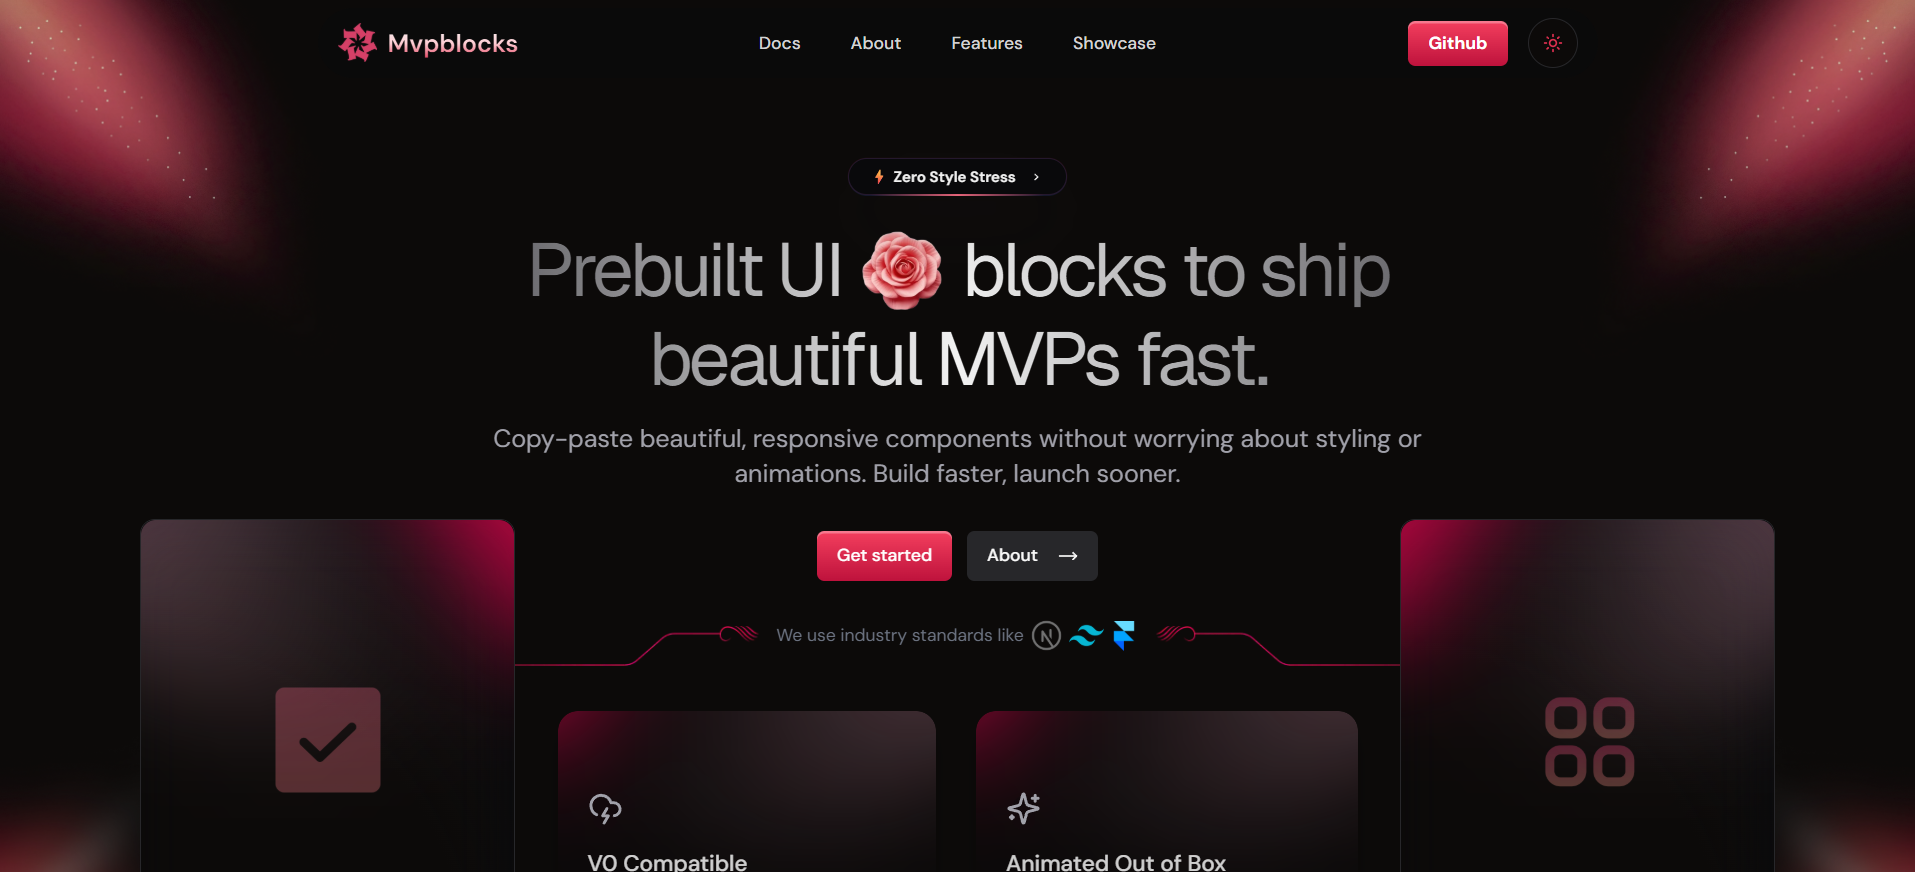 Mvpblocks
Docs
About
Features
Showcase
Github
Zero Style Stress
Prebuilt UI blocks to ship
beautiful MVPs fast.
Copy-paste beautiful, responsive components without worrying about styling or
animations. Build faster, launch sooner.
Get started
About
We use industry standards like
V0 Compatible
Animated Out of Box